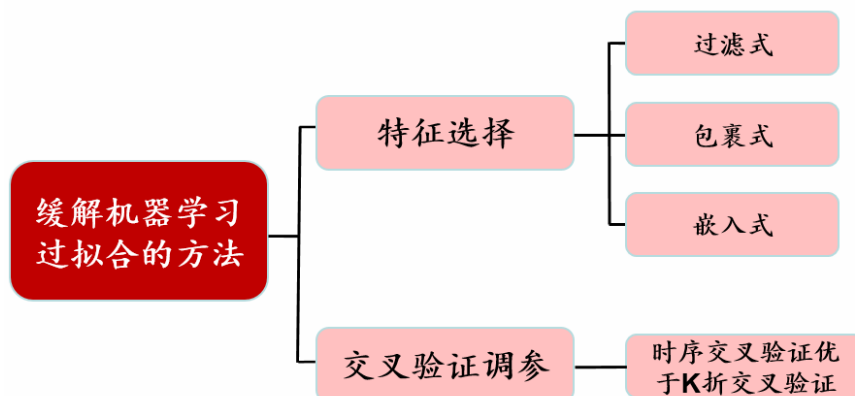 缓解机器学习
过拟合的方法
特征选择
过滤式
包裹式
嵌入式
交叉验证调参
时序交叉验证优
于K折交叉验证